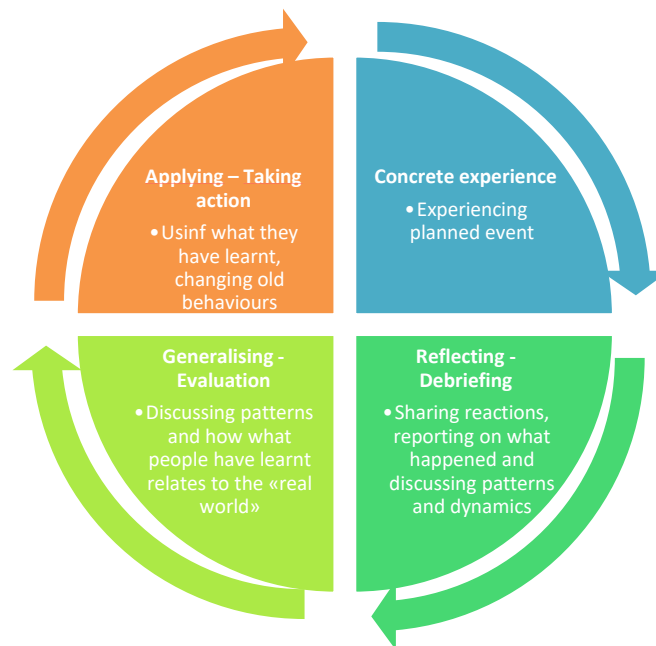 Applying – Taking
action
•Usinf what they
have learnt,
changing old
behaviours
Concrete experience
•Experiencing
planned event
Generalising -
Evaluation
•Discussing patterns
and how what
people have learnt
relates to the «real
world»
Reflecting -
Debriefing
•Sharing reactions,
reporting on what
happened and
discussing patterns
and dynamics